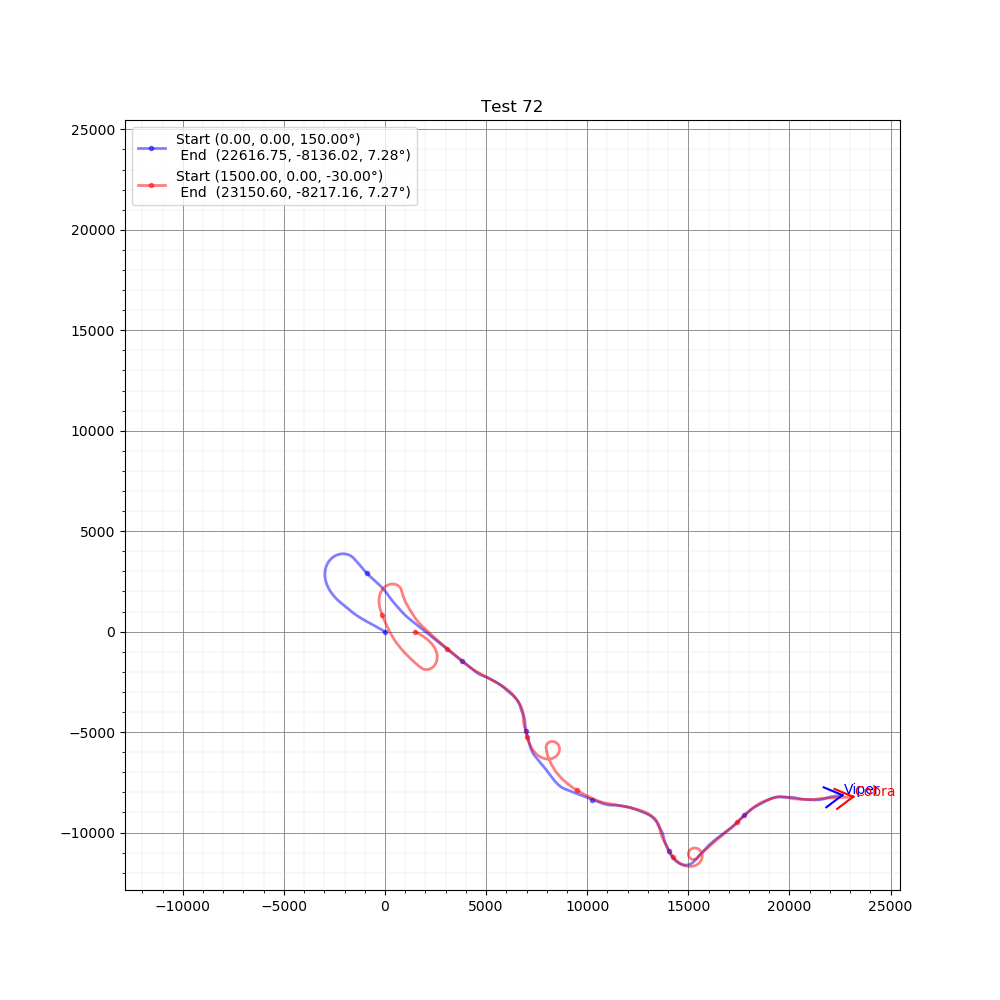 Test 72
Start (0.00, 0.00, 150.00°)
End (22616.75, -8136.02, 7.28°)
Start (1500.00, 0.00, -30.00°)
End (23150.60, -8217.16, 7.27°)
25000
20000
15000
10000
5000
0
−5000
−10000
Viper
Cobra
−10000 −5000 0 5000 10000 15000 20000 25000